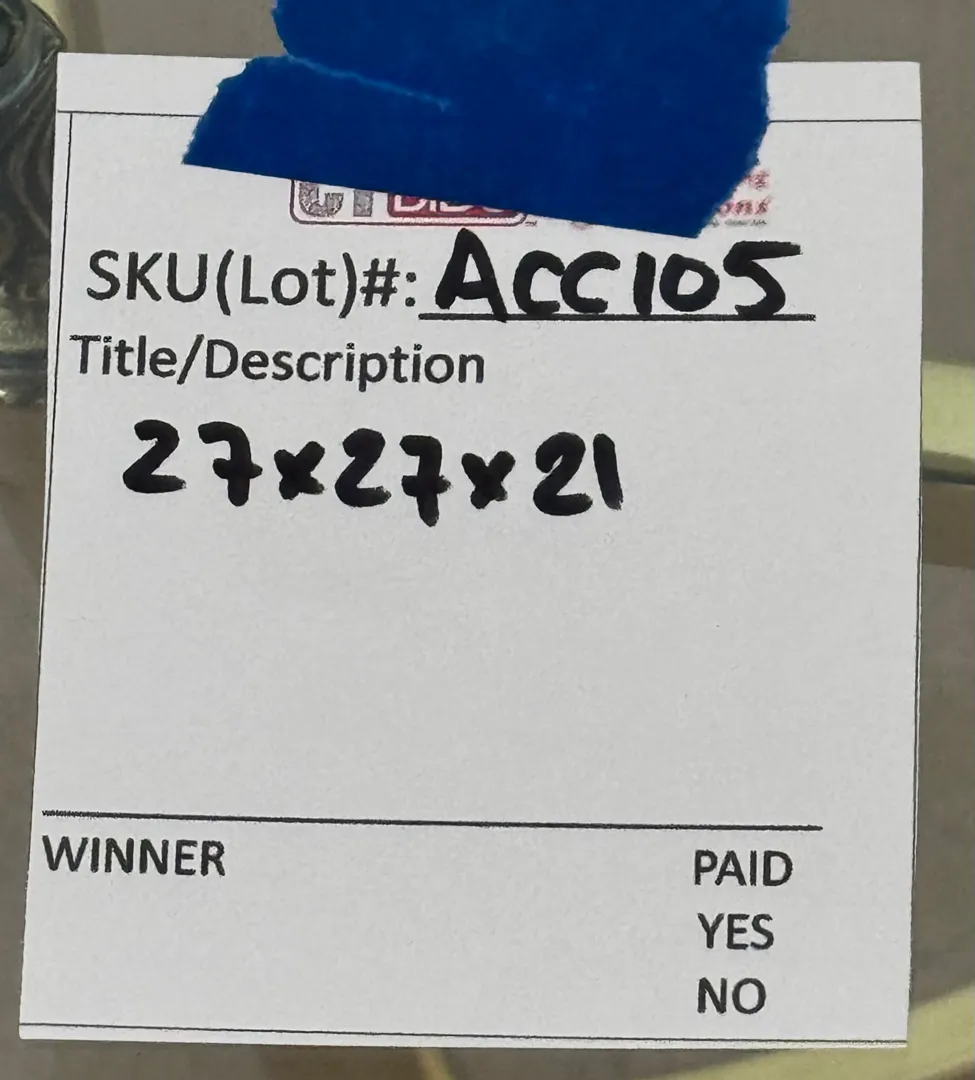 SKU(Lot)#: ACC105
Title/Description
27x27x21
WINNER
PAID
YES
NO